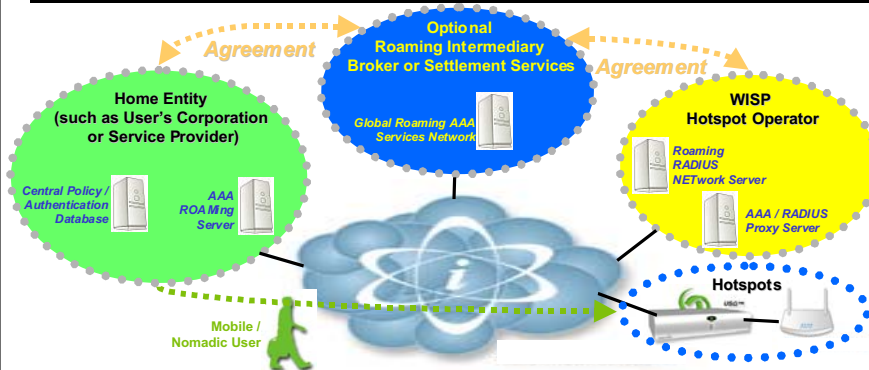 Optional
Roaming Intermediary
Broker or Settlement Services
Agreement
Agreement
Home Entity
(such as User's Corporation
or Service Provider)
Global Roaming AAA
Services Network
WISP
Hotspot Operator
Roaming
RADIUS
NETwork Server
Central Policy /
Authentication
Database
AAA
ROAMing
Server
AAA / RADIUS
Proxy Server
i
Hotspots
USG™
Mobile /
Nomadic User